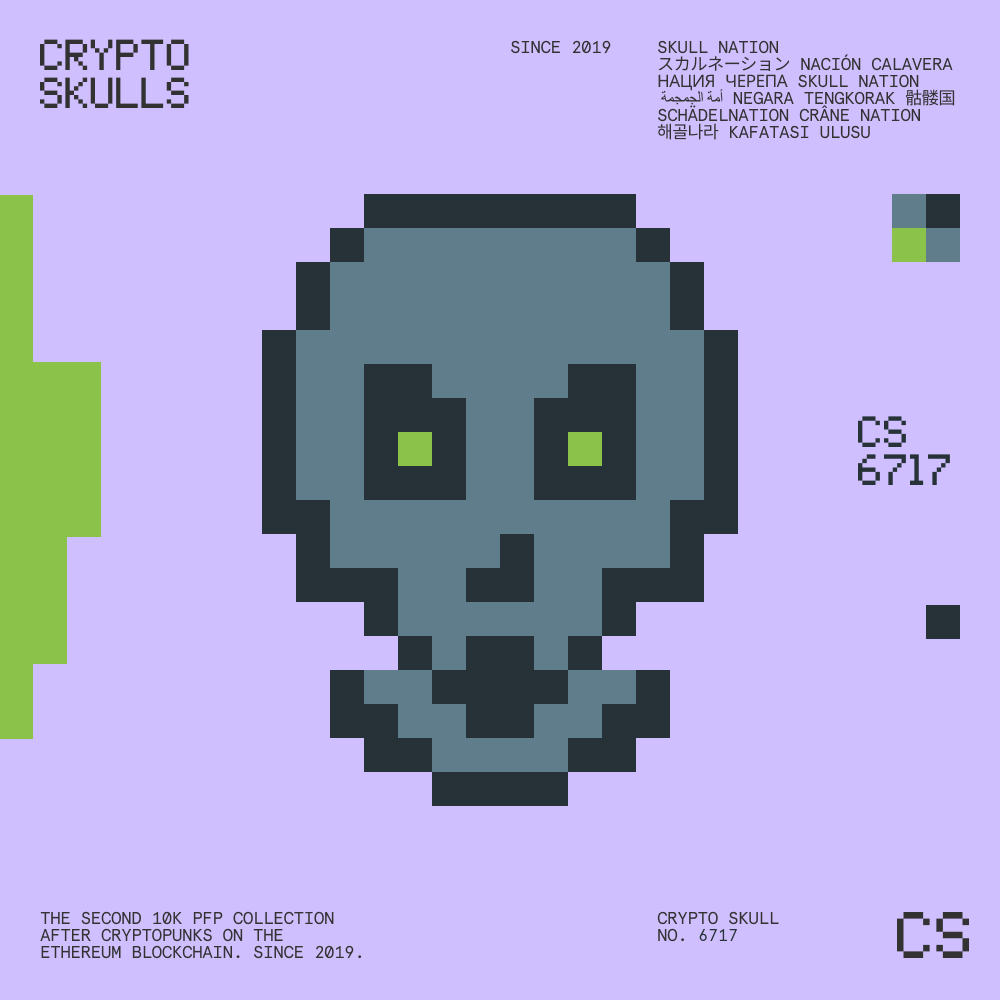 CRYPTO
SKULLS
SINCE 2019
SKULL NATION
スカルネーション NACIÓN CALAVERA
НАЦИЯ ЧЕРЕПА SKULL NATION
أمة الجمجمة NEGARA TENGKORAK 骷髅国
SCHÄDELNATION CRÂNE NATION
해골나라 KAFATASI ULUSU
CS
6717
THE SECOND 10K PFP COLLECTION
AFTER CRYPTOPUNKS ON THE
ETHEREUM BLOCKCHAIN. SINCE 2019.
CRYPTO SKULL
NO. 6717
CS